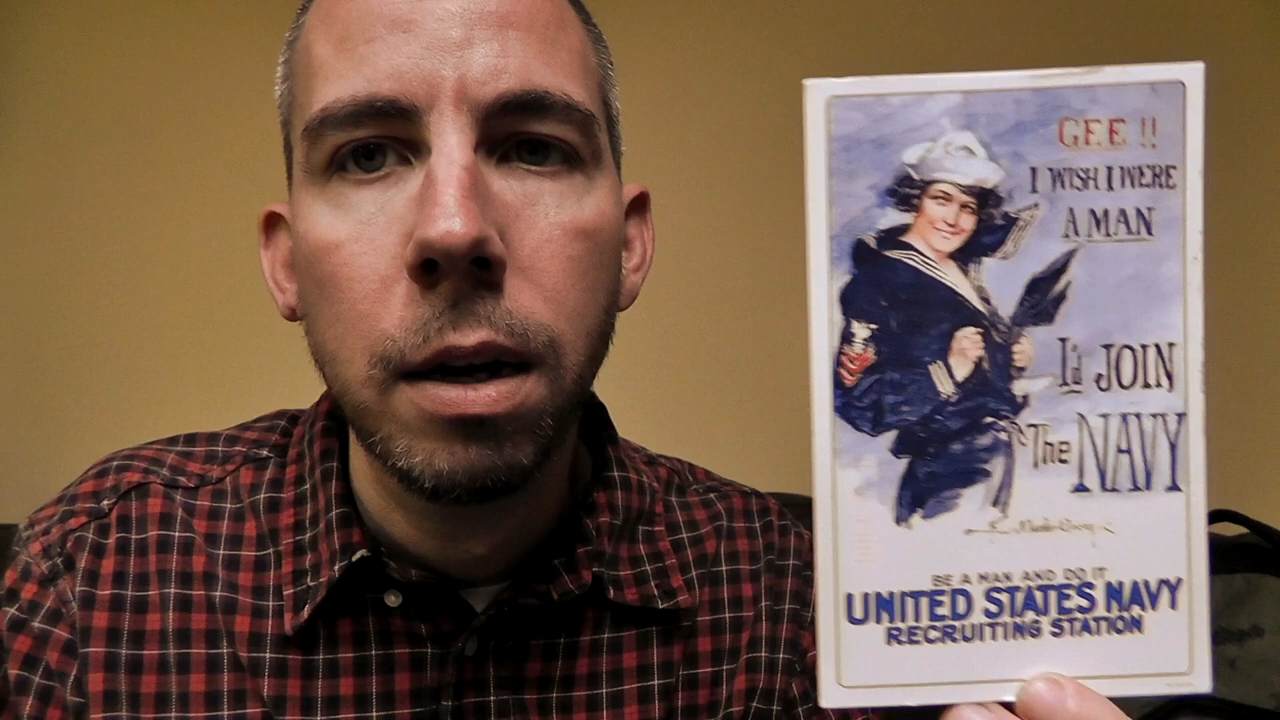 GEE !!
I WISH I WERE
A MAN
I'd JOIN
The NAVY
BE A MAN AND DO IT
UNITED STATES NAVY
RECRUITING STATION